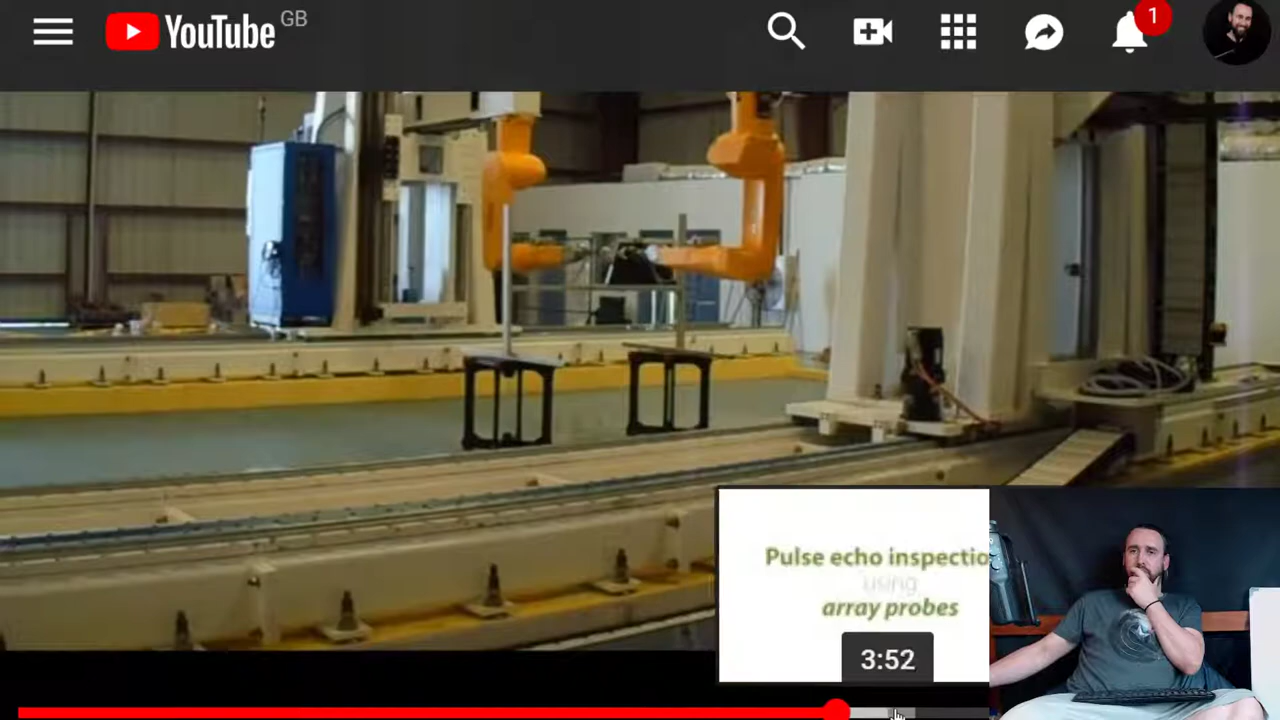 YouTube GB
1
Pulse echo inspectio
using
array probes
3:52